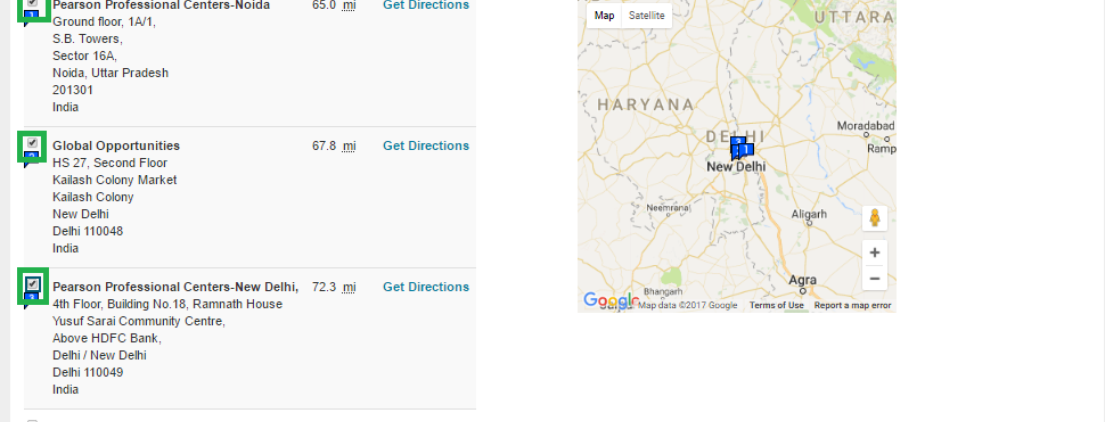 Pearson Professional Centers-Noida 65.0 mi Get Directions
Ground floor, 1A/1,
S.B. Towers,
Sector 16A,
Noida, Uttar Pradesh
201301
India
Global Opportunities 67.8 mi Get Directions
HS 27, Second Floor
Kailash Colony Market
Kailash Colony
New Delhi
Delhi 110048
India
Pearson Professional Centers-New Delhi, 72.3 mi Get Directions
4th Floor, Building No.18, Ramnath House
Yusuf Sarai Community Centre,
Above HDFC Bank,
Delhi / New Delhi
Delhi 110049
India
Map Satellite
UTTARA
HARYANA
Moradabad
DELHI
1
Ramp
New Delhi
Neemrana
Aligarh
+
−
Agra
Bhangarh
Google Map data ©2017 Google Terms of Use Report a map error